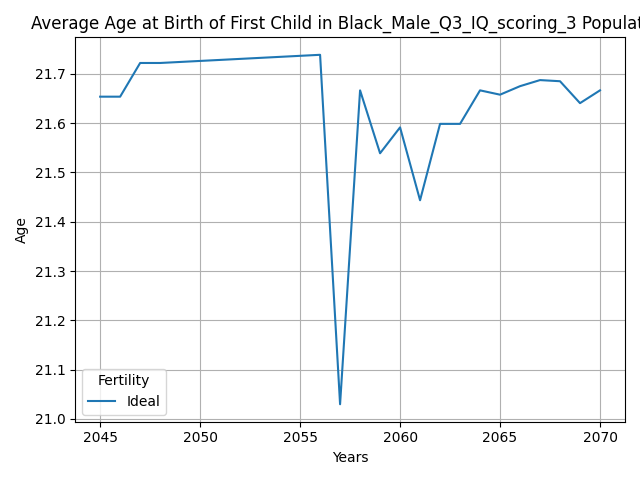 Average Age at Birth of First Child in Black_Male_Q3_IQ_scoring_3 Populat
21.7
21.6
21.5
21.4
21.3
21.2
21.1
21.0
Age
Fertility
Ideal
2045 2050 2055 2060 2065 2070
Years